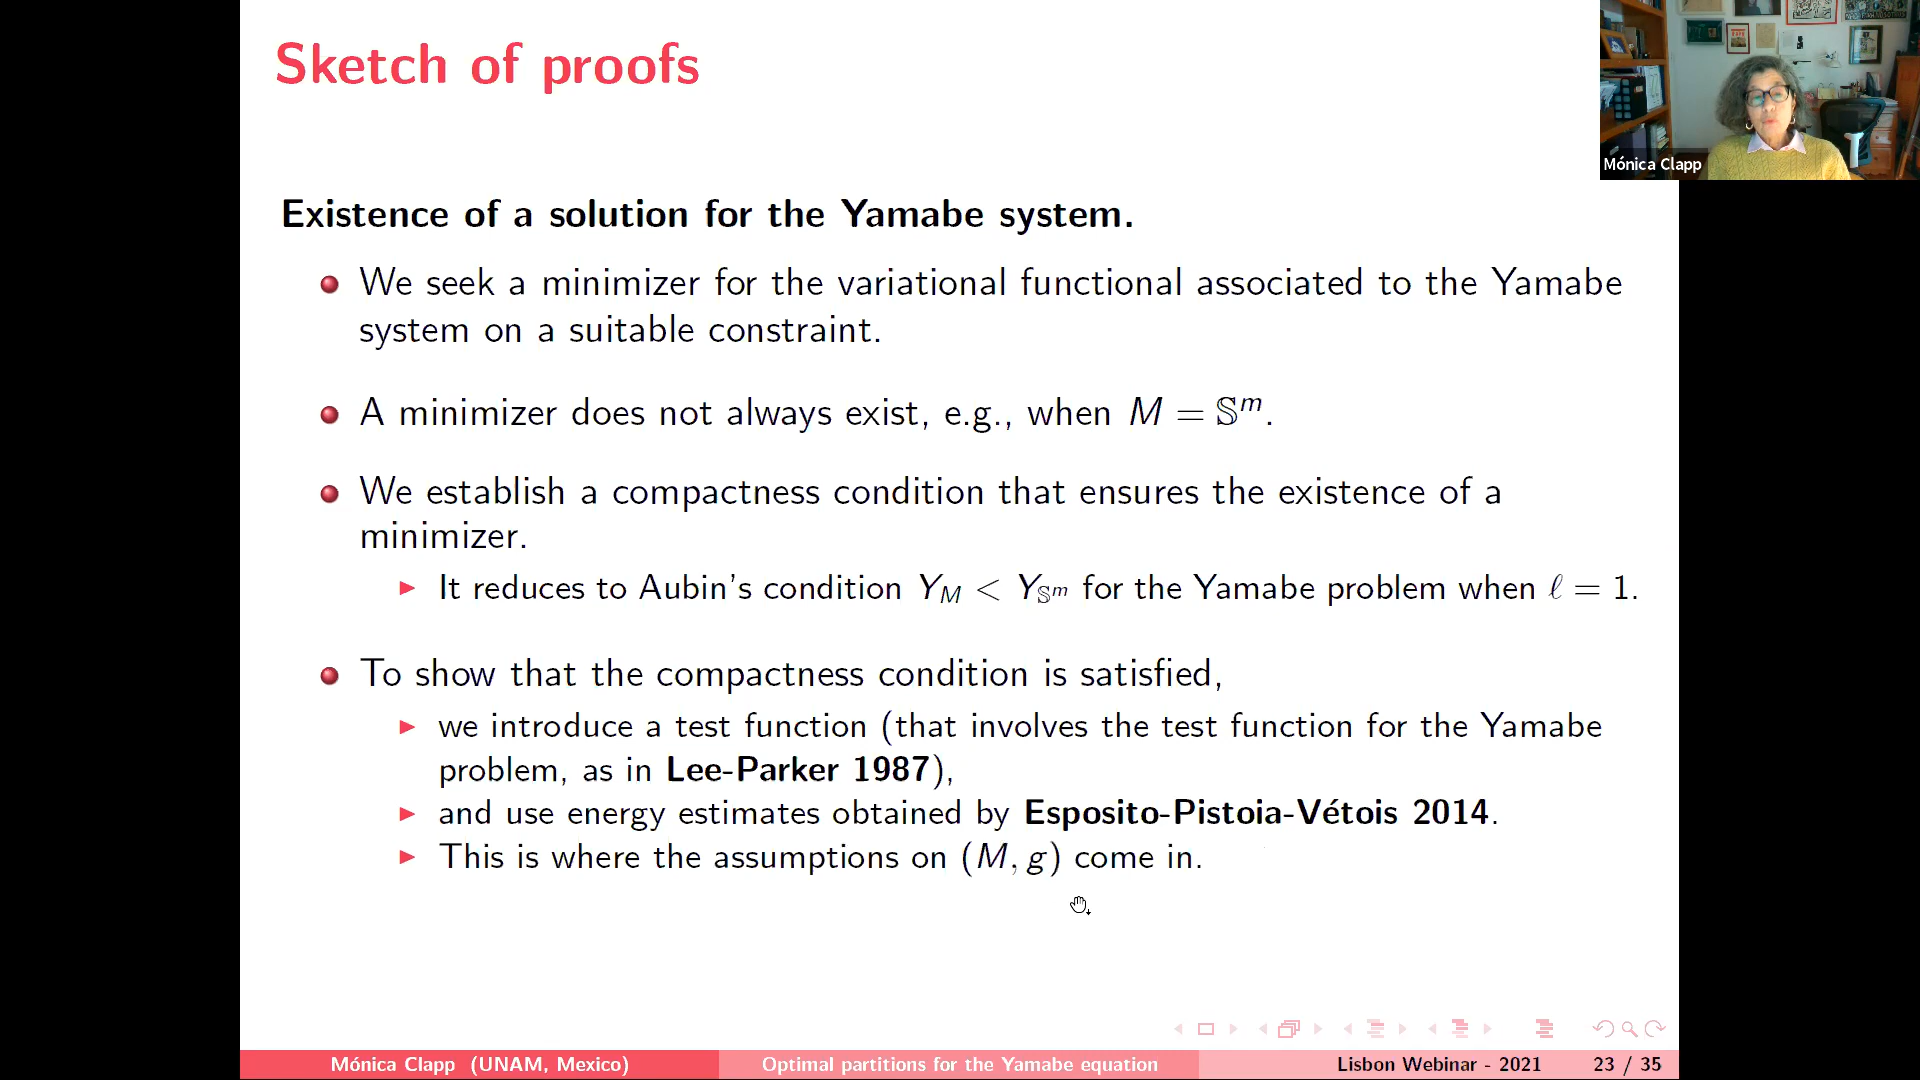 Sketch of proofs
Mónica Clapp
Existence of a solution for the Yamabe system.
We seek a minimizer for the variational functional associated to the Yamabe
system on a suitable constraint.
A minimizer does not always exist, e.g., when M = 𝕊ᵐ.
We establish a compactness condition that ensures the existence of a
minimizer.
► It reduces to Aubin's condition Y_M < Y_𝕊ᵐ for the Yamabe problem when ℓ = 1.
To show that the compactness condition is satisfied,
► we introduce a test function (that involves the test function for the Yamabe
problem, as in Lee-Parker 1987),
► and use energy estimates obtained by Esposito-Pistoia-Vétois 2014.
► This is where the assumptions on (M, g) come in.
Mónica Clapp (UNAM, Mexico) Optimal partitions for the Yamabe equation Lisbon Webinar - 2021 23 / 35